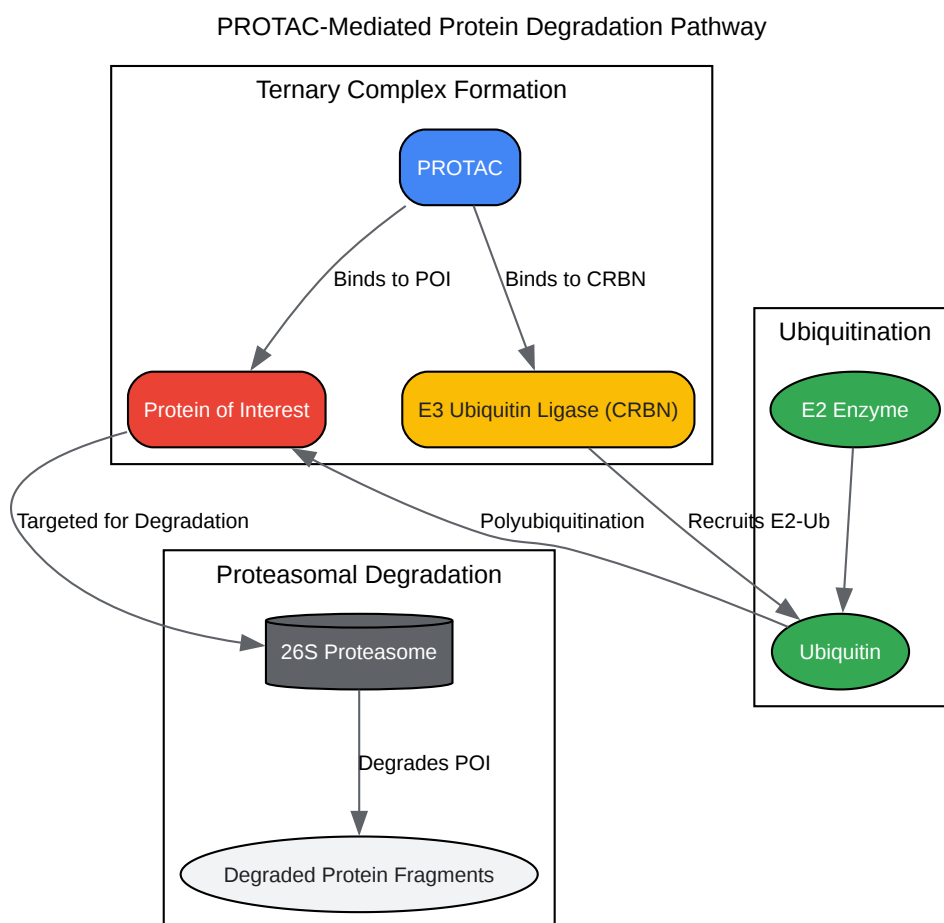 PROTAC-Mediated Protein Degradation Pathway
Ternary Complex Formation
PROTAC
Binds to POI
Binds to CRBN
Protein of Interest
E3 Ubiquitin Ligase (CRBN)
Ubiquitination
E2 Enzyme
Targeted for Degradation
Polyubiquitination
Recruits E2-Ub
Proteasomal Degradation
26S Proteasome
Ubiquitin
Degrades POI
Degraded Protein Fragments